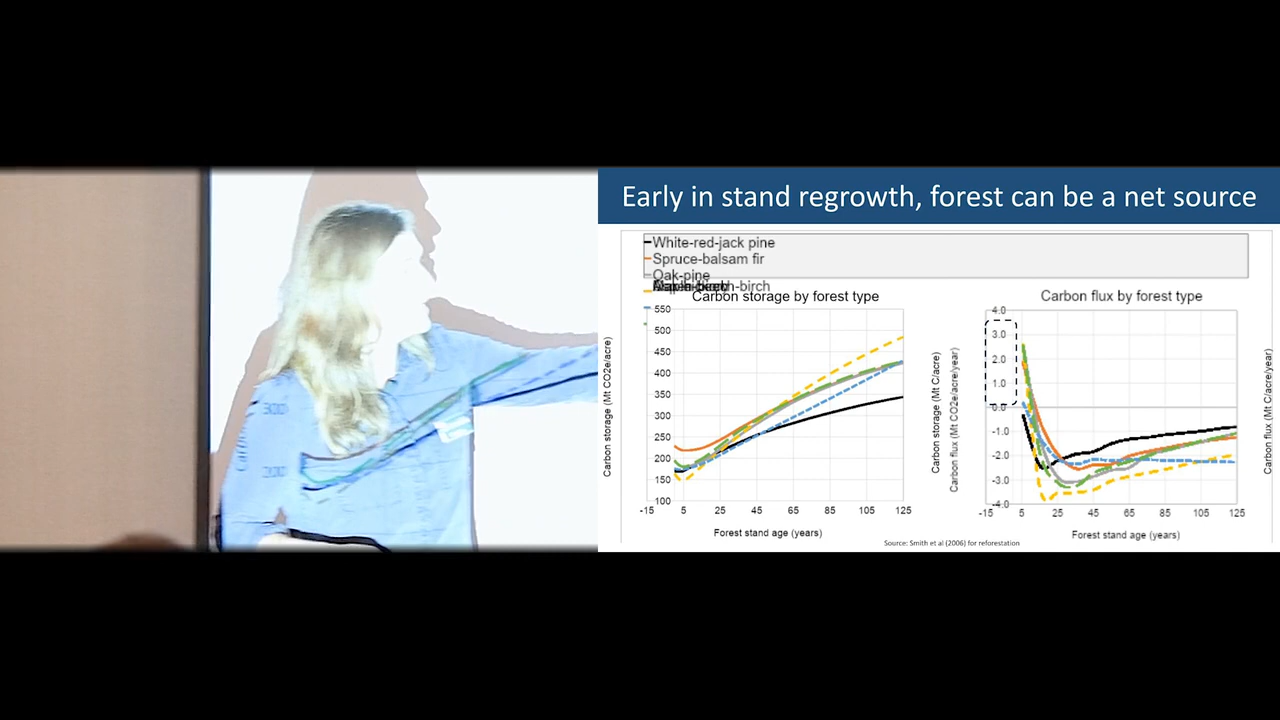 Early in stand regrowth, forest can be a net source
White-red-jack pine
Spruce-balsam fir
Oak-pine
Carbon storage by forest type
550
500
450
400
350
300
250
200
150
100
-15 5 25 45 65 85 105 125
Forest stand age (years)
Carbon storage (Mt CO2e/acre)
Carbon storage (Mt C/acre)
Carbon flux by forest type
4.0
3.0
2.0
1.0
0.0
-1.0
-2.0
-3.0
-4.0
-15 5 25 45 65 85 105 125
Forest stand age (years)
Carbon flux (Mt CO2e/acre/year)
Carbon flux (Mt C/acre/year)
Source: Smith et al (2006) for reforestation
300
200